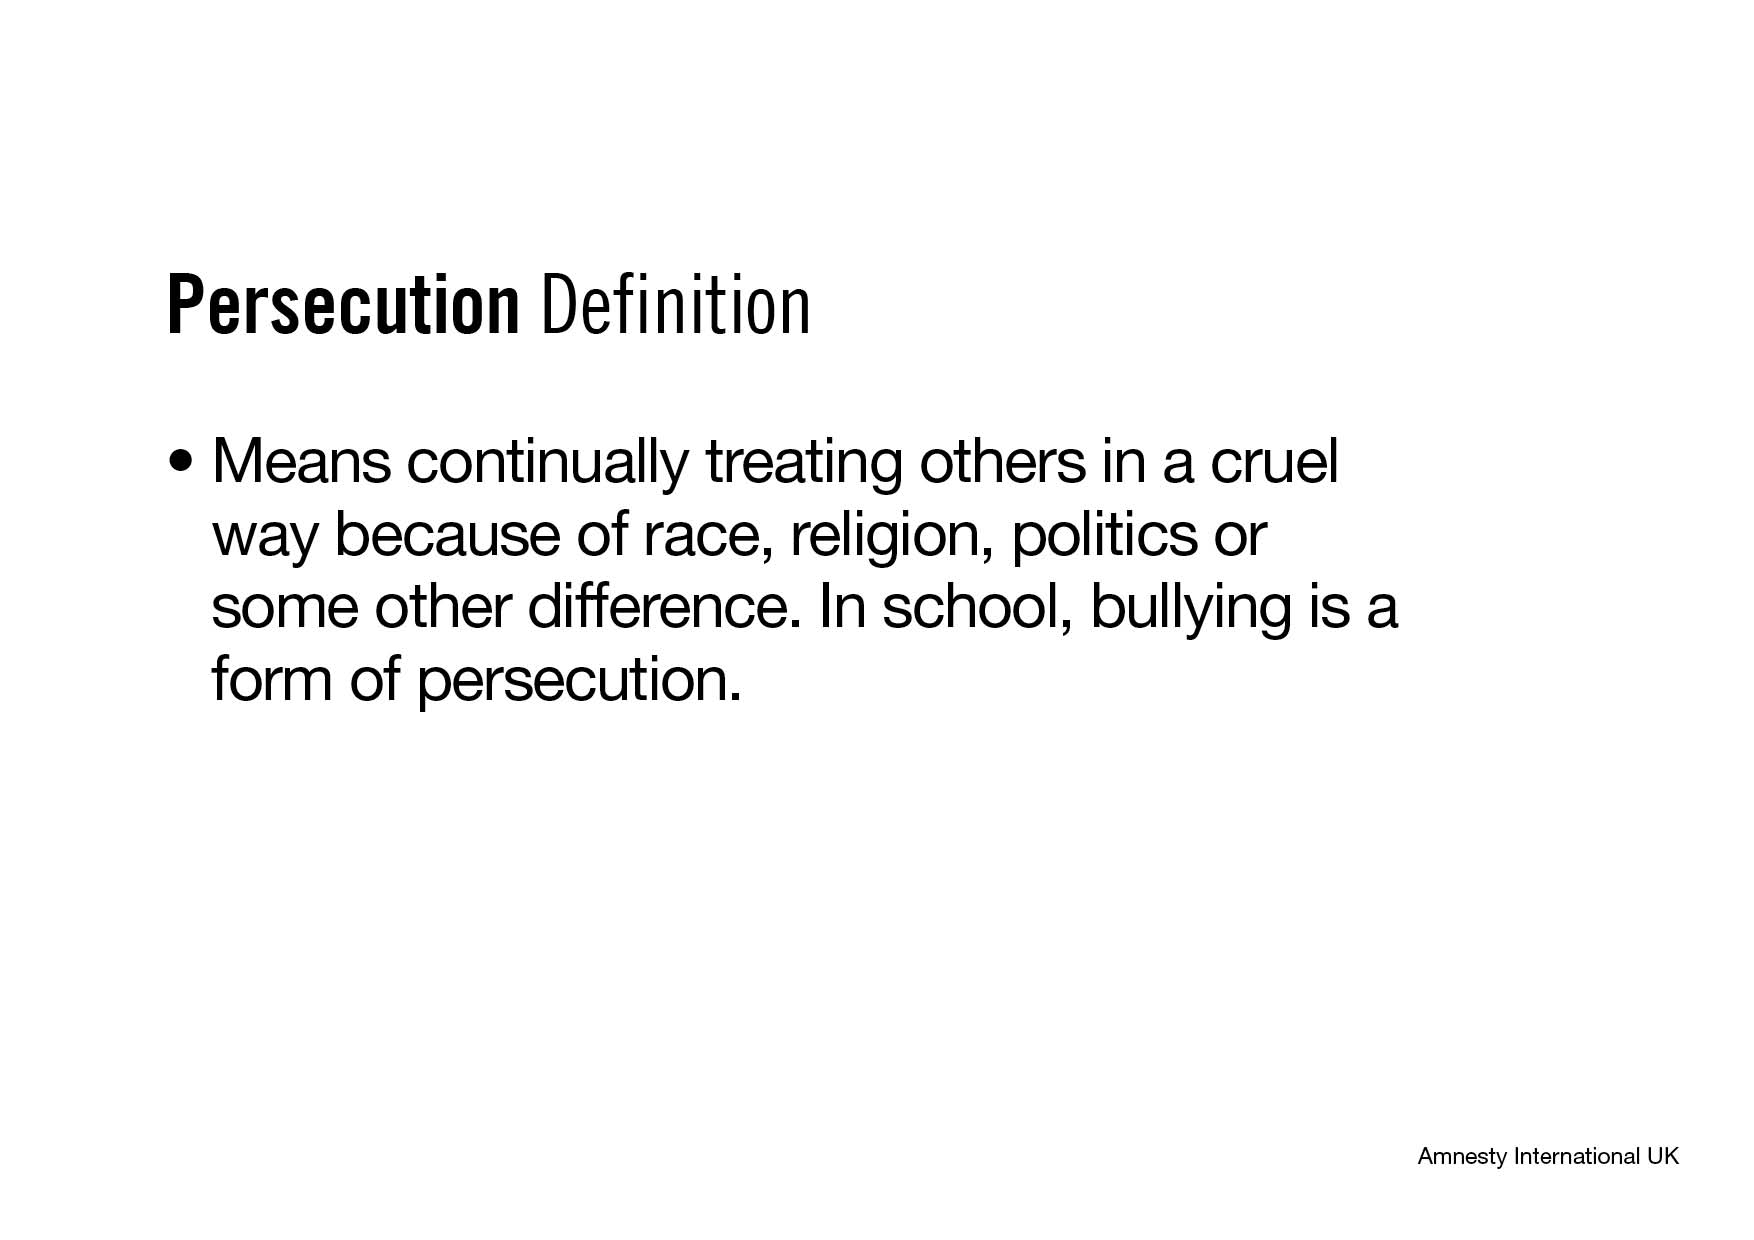 Persecution Definition
• Means continually treating others in a cruel
way because of race, religion, politics or
some other difference. In school, bullying is a
form of persecution.
Amnesty International UK